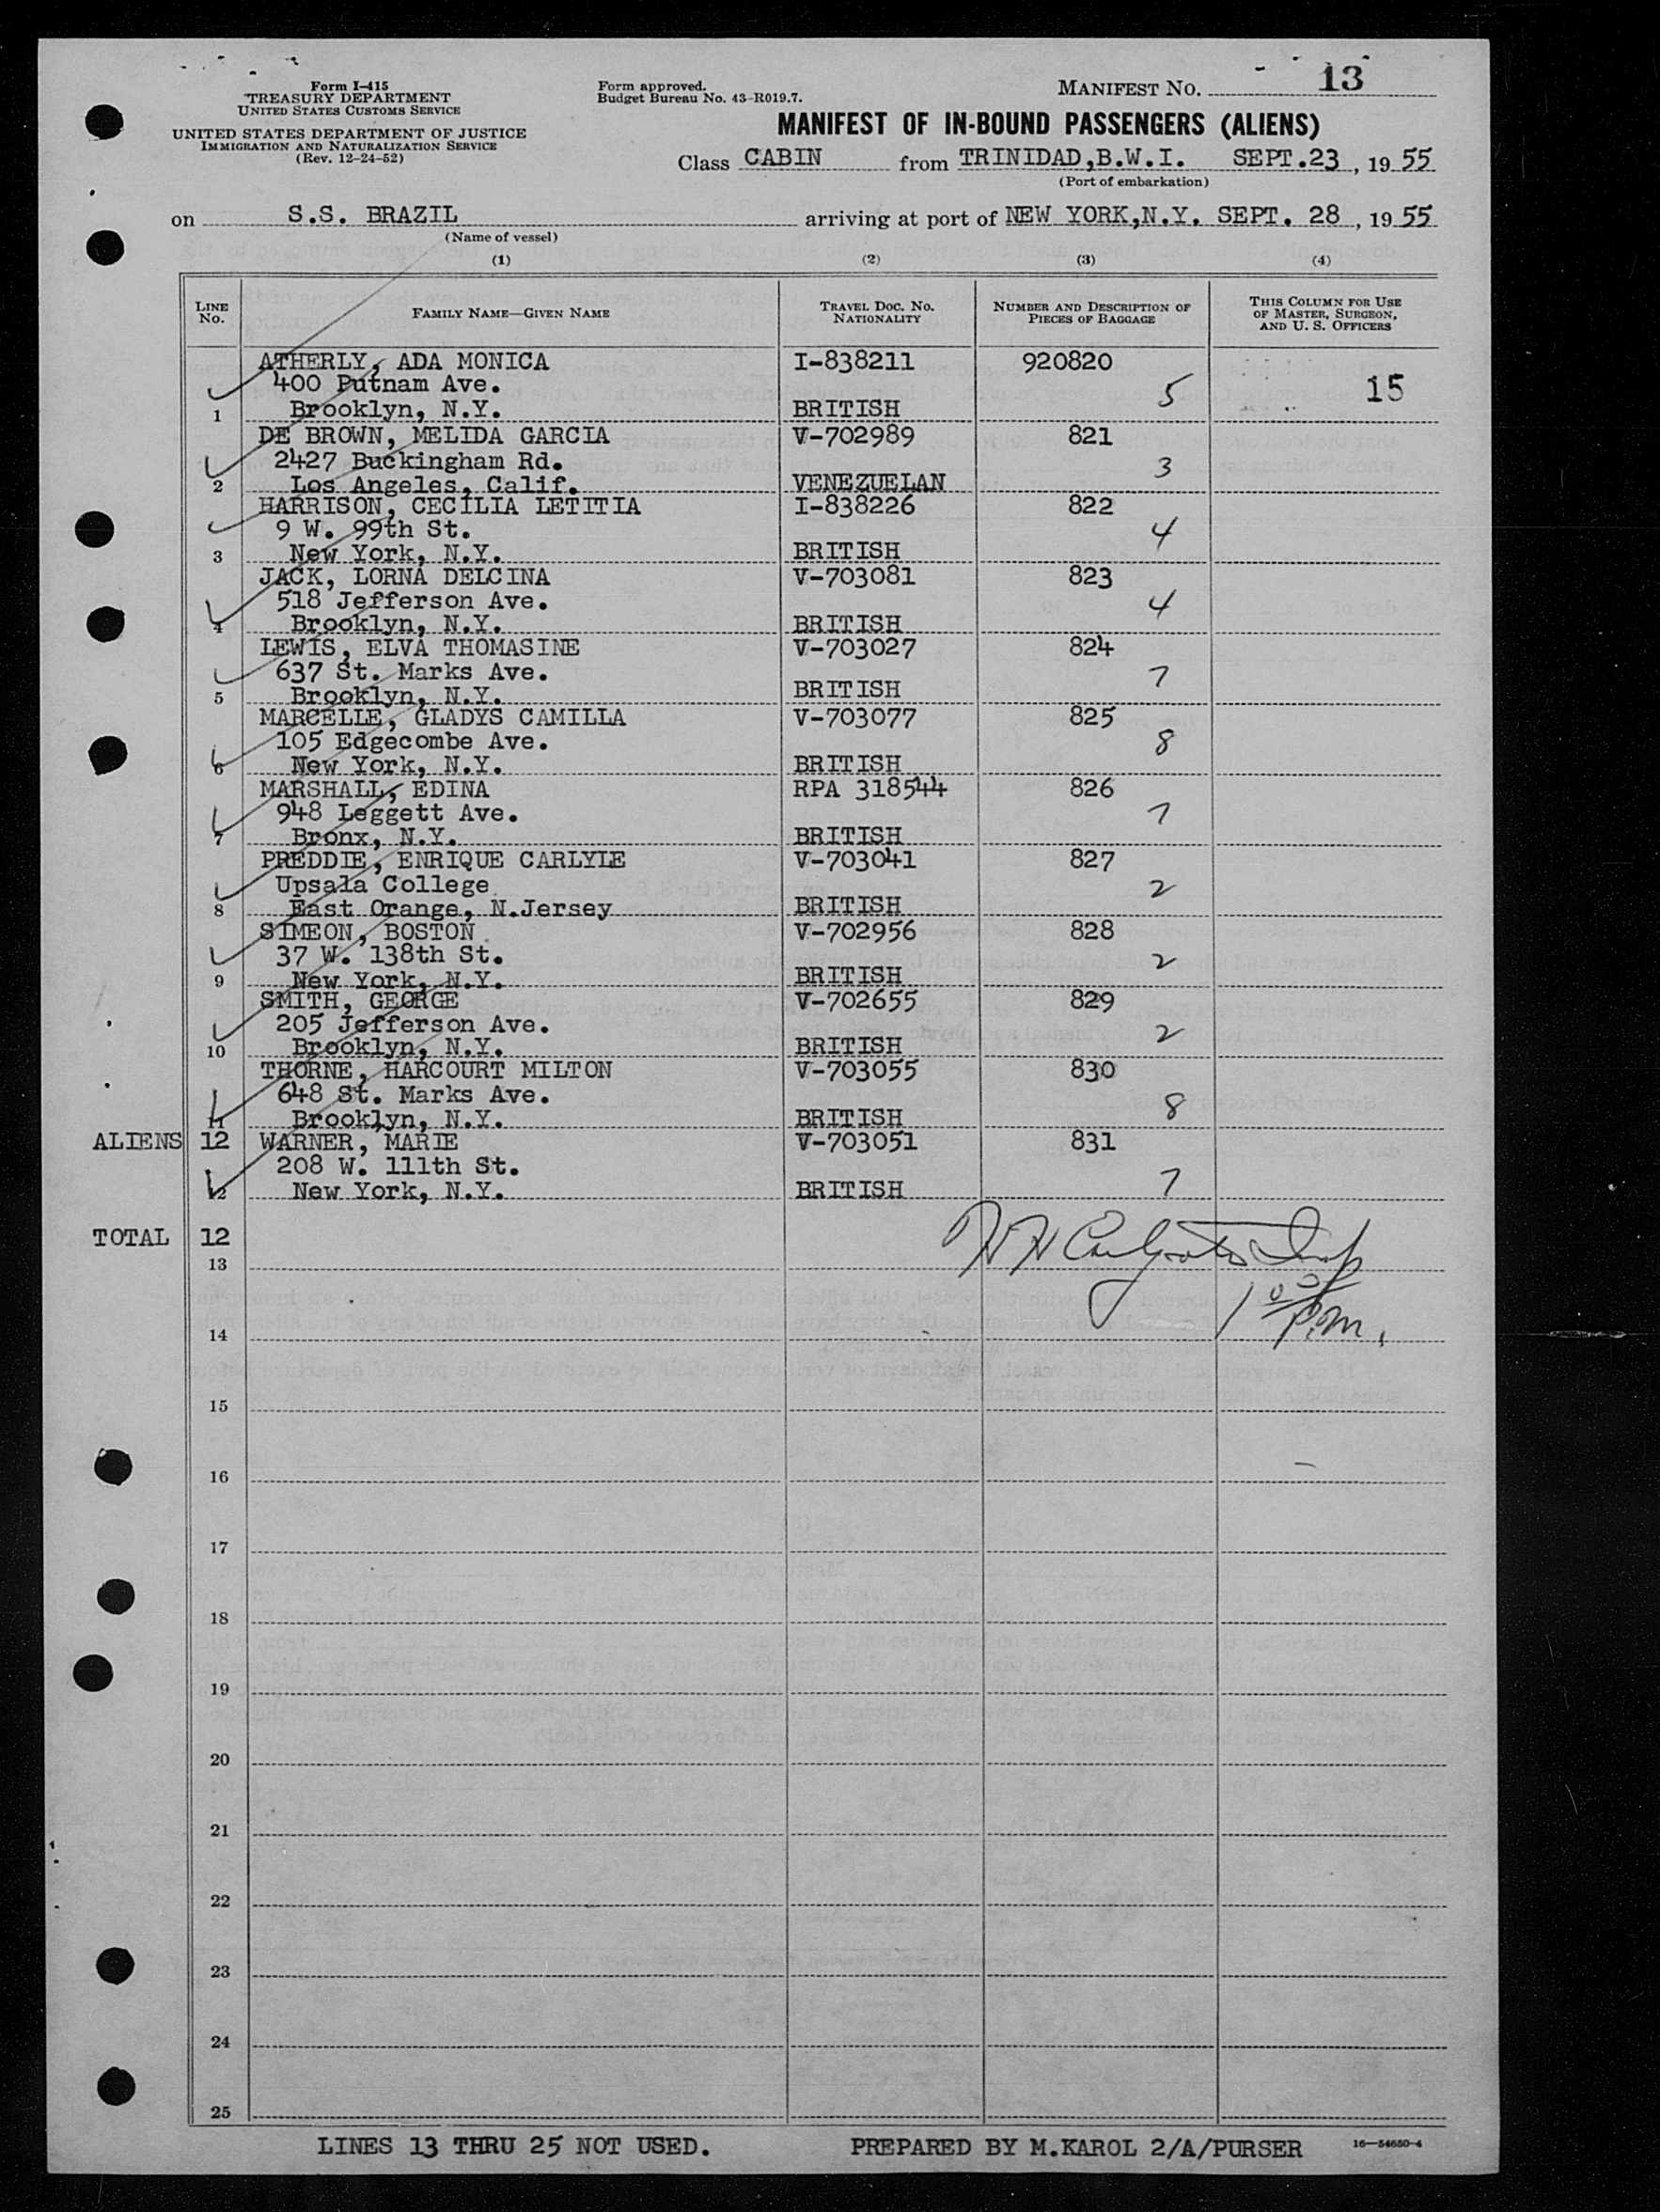 Form I-415
TREASURY DEPARTMENT
UNITED STATES CUSTOMS SERVICE
UNITED STATES DEPARTMENT OF JUSTICE
IMMIGRATION AND NATURALIZATION SERVICE
(Rev. 12-24-52)
Form approved.
Budget Bureau No. 43-R019.7.
MANIFEST NO. 13
MANIFEST OF IN-BOUND PASSENGERS (ALIENS)
Class CABIN from TRINIDAD,B.W.I. SEPT.23, 1955
(Port of embarkation)
on S.S. BRAZIL arriving at port of NEW YORK,N.Y. SEPT. 28, 1955
(Name of vessel)
(1) (2) (3) (4)
LINE No. FAMILY NAME—GIVEN NAME TRAVEL DOC. NO. NATIONALITY NUMBER AND DESCRIPTION OF PIECES OF BAGGAGE THIS COLUMN FOR USE OF MASTER, SURGEON, AND U. S. OFFICERS
ATHERLY, ADA MONICA I-838211 920820
400 Putnam Ave. 5 15
1 Brooklyn, N.Y. BRITISH
DE BROWN, MELIDA GARCIA V-702989 821
2427 Buckingham Rd. 3
2 Los Angeles, Calif. VENEZUELAN
HARRISON, CECILIA LETITIA I-838226 822
9 W. 99th St. 4
3 New York, N.Y. BRITISH
JACK, LORNA DELCINA V-703081 823
518 Jefferson Ave. 4
4 Brooklyn, N.Y. BRITISH
LEWIS, ELVA THOMASINE V-703027 824
637 St. Marks Ave. 7
5 Brooklyn, N.Y. BRITISH
MARCELLE, GLADYS CAMILLA V-703077 825
105 Edgecombe Ave. 8
6 New York, N.Y. BRITISH
MARSHALL, EDINA RPA 318544 826
948 Leggett Ave. 7
7 Bronx, N.Y. BRITISH
PREDDIE, ENRIQUE CARLYLE V-703041 827
Upsala College 2
8 East Orange, N.Jersey BRITISH
SIMEON, BOSTON V-702956 828
37 W. 138th St. 2
9 New York, N.Y. BRITISH
SMITH, GEORGE V-702655 829
205 Jefferson Ave. 2
10 Brooklyn, N.Y. BRITISH
THORNE, HARCOURT MILTON V-703055 830
648 St. Marks Ave. 8
11 Brooklyn, N.Y. BRITISH
ALIENS 12 WARNER, MARIE V-703051 831
208 W. 111th St.
12 New York, N.Y. BRITISH 7
TOTAL 12
13
14 P.M.
15
16
17
18
19
20
21
22
23
24
25
LINES 13 THRU 25 NOT USED. PREPARED BY M.KAROL 2/A/PURSER 16—54650-4